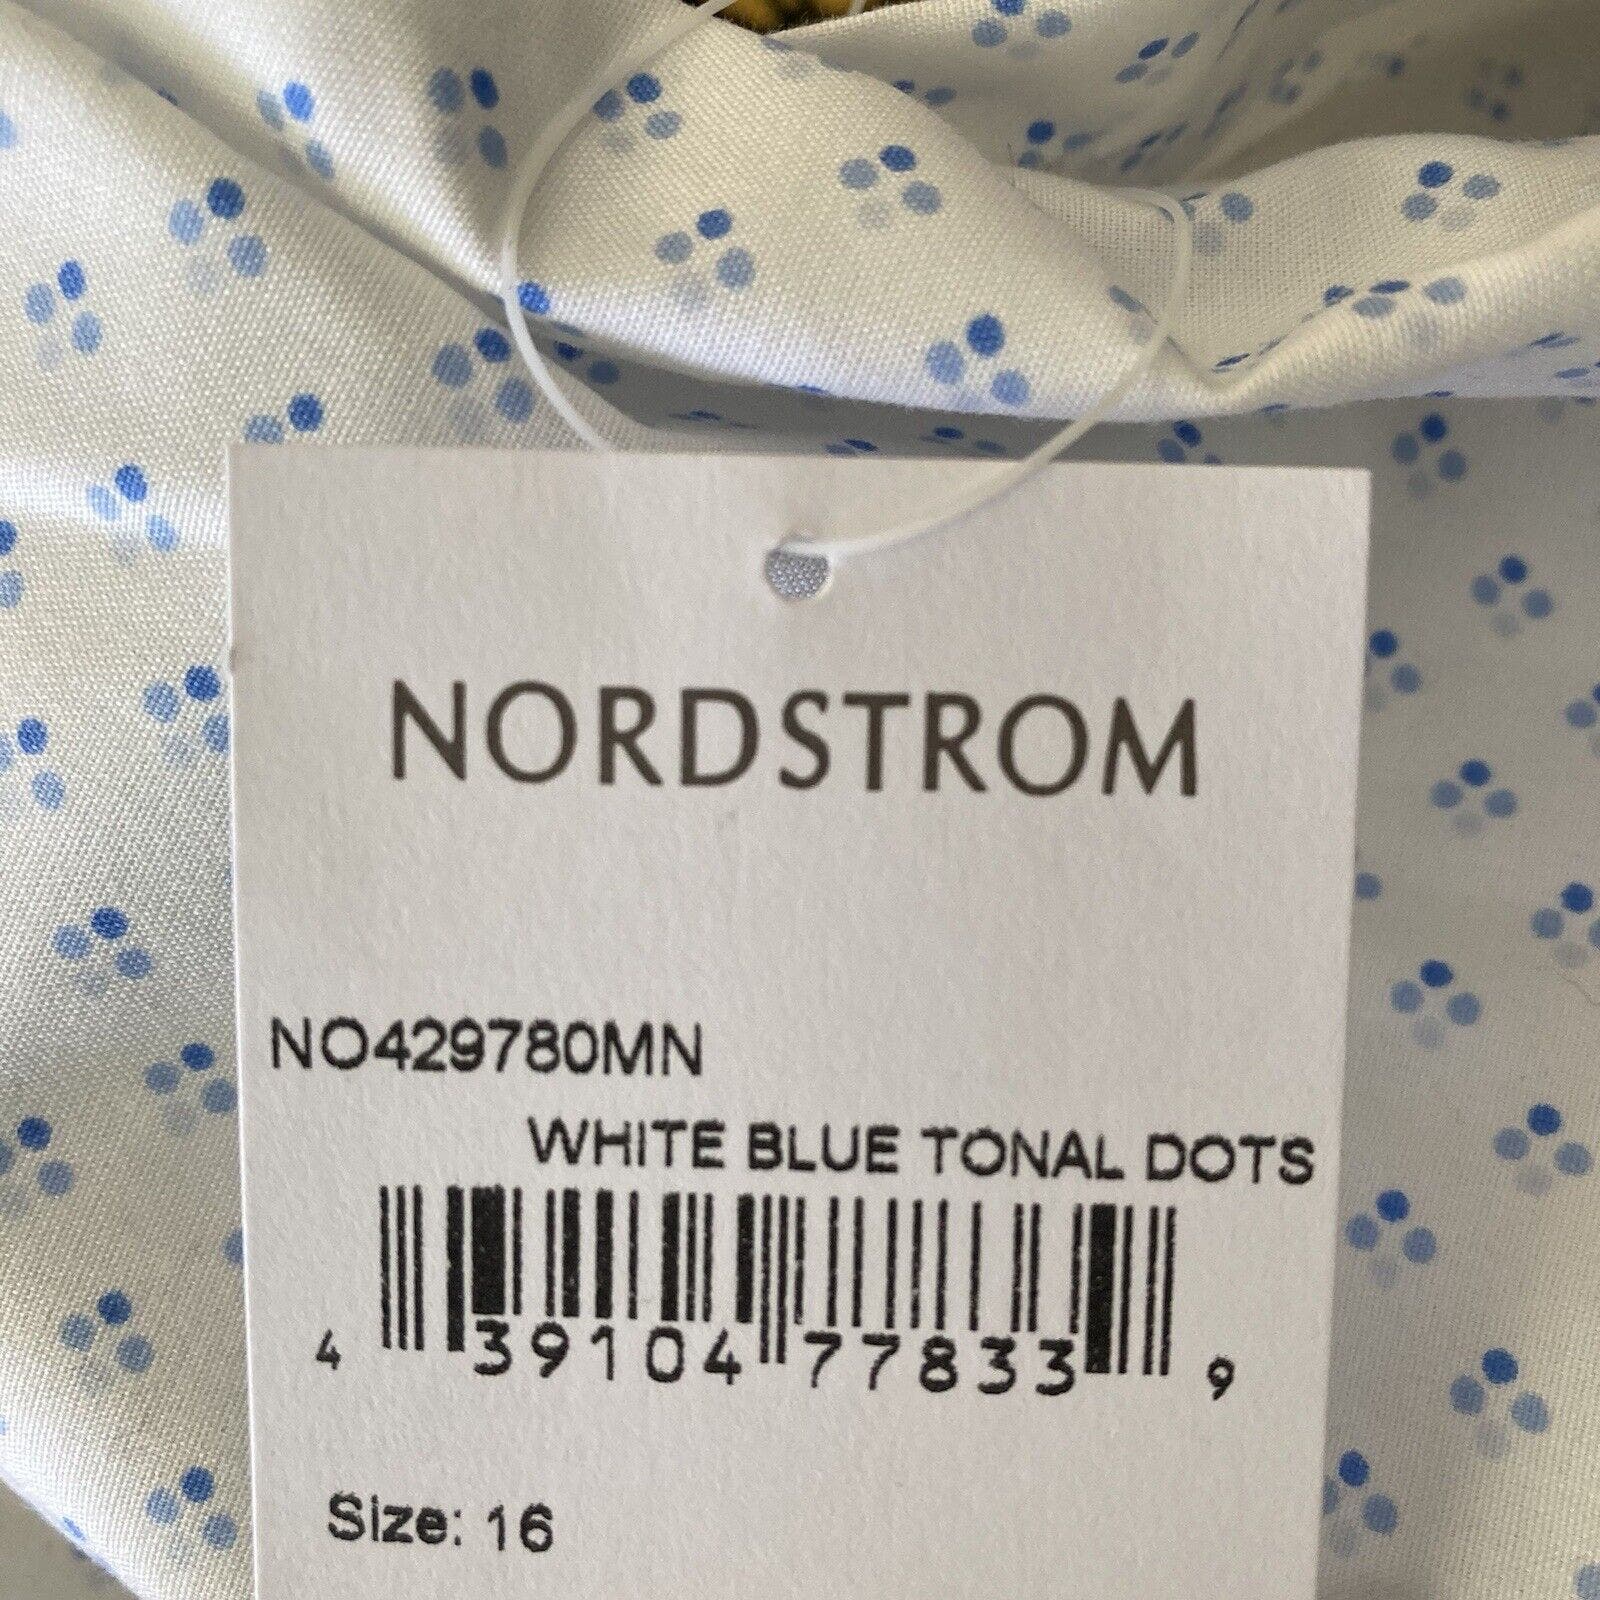 NORDSTROM
NO429780MN
WHITE BLUE TONAL DOTS
4 39104 77833 9
Size: 16